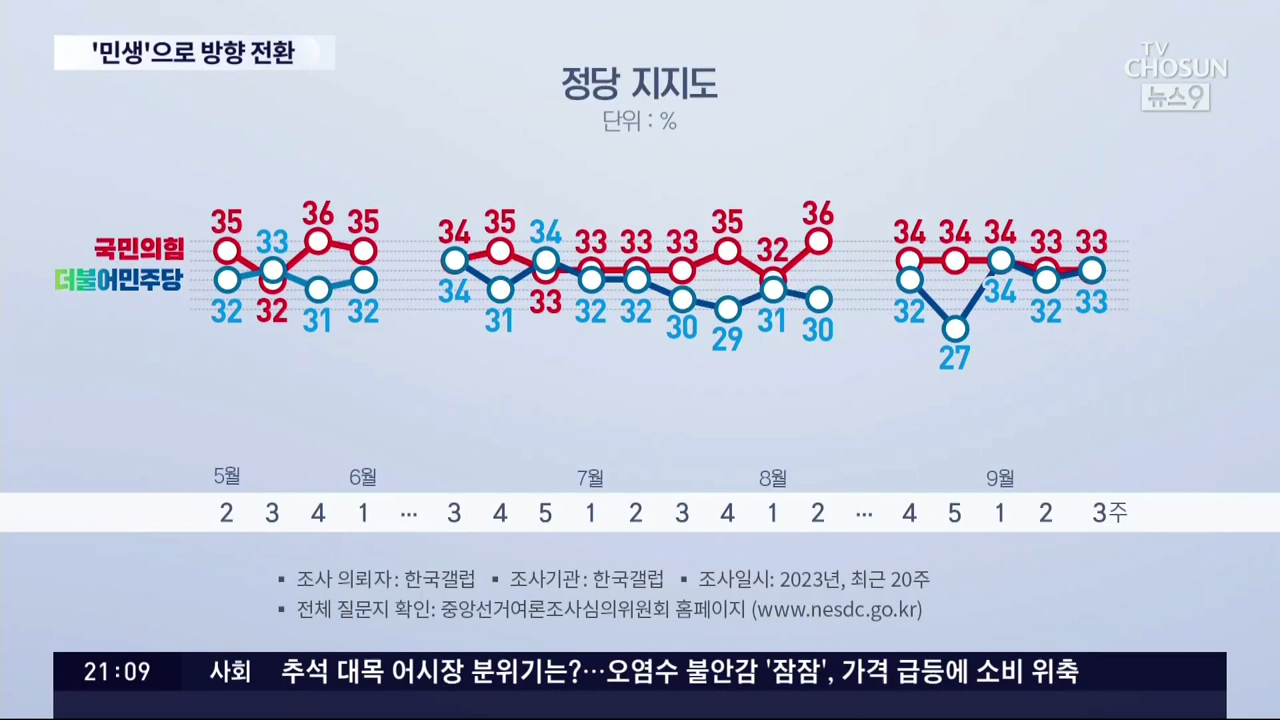 '민생'으로 방향 전환
TV
CHOSUN
뉴스9
정당 지지도
단위 : %
국민의힘
35 32 36 35 34 35 33 33 33 33 35 32 36 34 34 34 33 33
더불어민주당
32 33 31 32 34 31 34 32 32 30 29 31 30 32 27 34 32 33
5월 6월 7월 8월 9월
2 3 4 1 ··· 3 4 5 1 2 3 4 1 2 ··· 4 5 1 2 3주
▪ 조사 의뢰자 : 한국갤럽 ▪ 조사기관 : 한국갤럽 ▪ 조사일시: 2023년, 최근 20주
▪ 전체 질문지 확인: 중앙선거여론조사심의위원회 홈페이지 (www.nesdc.go.kr)
21:09 사회 추석 대목 어시장 분위기는?…오염수 불안감 '잠잠', 가격 급등에 소비 위축